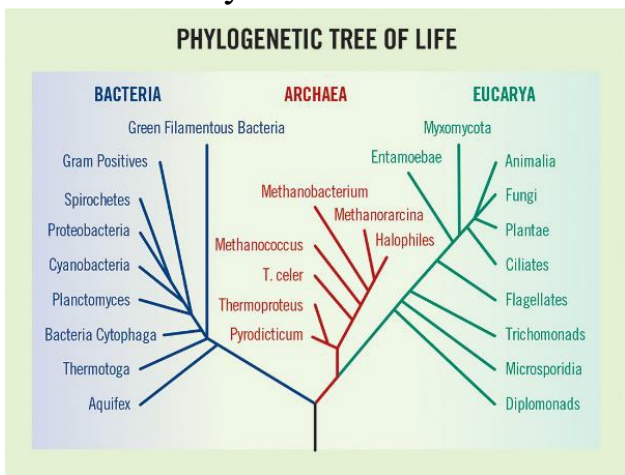 PHYLOGENETIC TREE OF LIFE
BACTERIA
ARCHAEA
EUCARYA
Green Filamentous Bacteria
Gram Positives
Spirochetes
Proteobacteria
Cyanobacteria
Planctomyces
Bacteria Cytophaga
Thermotoga
Aquifex
Methanobacterium
Methanorarcina
Halophiles
Methanococcus
T. celer
Thermoproteus
Pyrodicticum
Myxomycota
Entamoebae
Animalia
Fungi
Plantae
Ciliates
Flagellates
Trichomonads
Microsporidia
Diplomonads